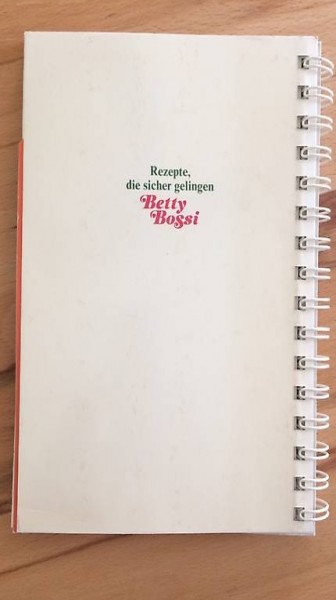 Rezepte,
die sicher gelingen
Betty
Bossi